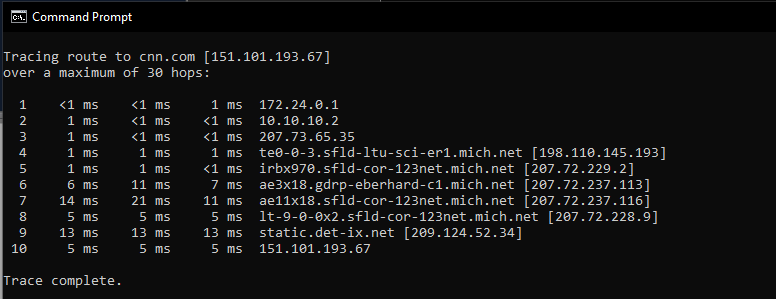 Command Prompt
Tracing route to cnn.com [151.101.193.67]
over a maximum of 30 hops:
1 <1 ms <1 ms 1 ms 172.24.0.1
2 1 ms <1 ms <1 ms 10.10.10.2
3 1 ms <1 ms <1 ms 207.73.65.35
4 1 ms 1 ms 1 ms te0-0-3.sfld-ltu-sci-er1.mich.net [198.110.145.193]
5 1 ms 1 ms <1 ms irbx970.sfld-cor-123net.mich.net [207.72.229.2]
6 6 ms 11 ms 7 ms ae3x18.gdrp-eberhard-c1.mich.net [207.72.237.113]
7 14 ms 21 ms 11 ms ae11x18.sfld-cor-123net.mich.net [207.72.237.116]
8 5 ms 5 ms 5 ms lt-9-0-0x2.sfld-cor-123net.mich.net [207.72.228.9]
9 13 ms 13 ms 13 ms static.det-ix.net [209.124.52.34]
10 5 ms 5 ms 5 ms 151.101.193.67
Trace complete.